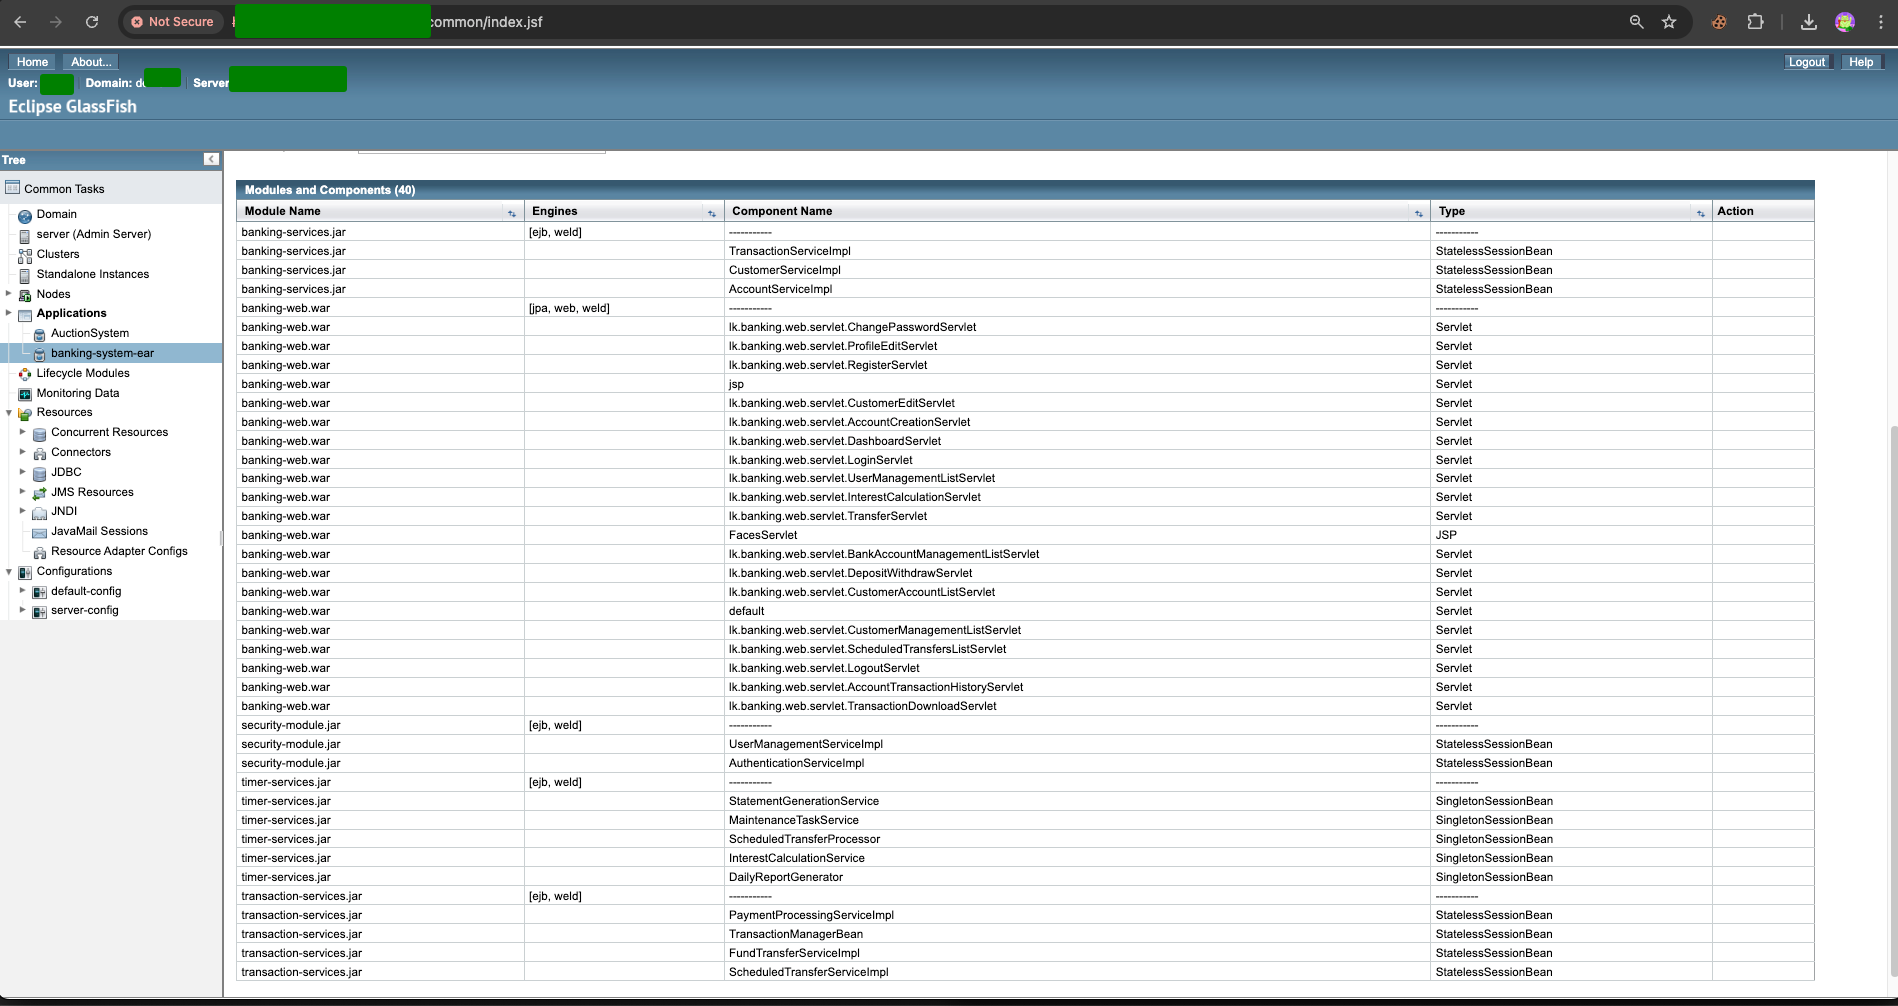 Not Secure common/index.jsf
Home About... Logout Help
User: Domain: Server
Eclipse GlassFish
Tree
Common Tasks
Domain
server (Admin Server)
Clusters
Standalone Instances
Nodes
Applications
AuctionSystem
banking-system-ear
Lifecycle Modules
Monitoring Data
Resources
Concurrent Resources
Connectors
JDBC
JMS Resources
JNDI
JavaMail Sessions
Resource Adapter Configs
Configurations
default-config
server-config
Modules and Components (40)
Module Name Engines Component Name Type Action
banking-services.jar [ejb, weld] ----------- -----------
banking-services.jar TransactionServiceImpl StatelessSessionBean
banking-services.jar CustomerServiceImpl StatelessSessionBean
banking-services.jar AccountServiceImpl StatelessSessionBean
banking-web.war [jpa, web, weld] ----------- -----------
banking-web.war lk.banking.web.servlet.ChangePasswordServlet Servlet
banking-web.war lk.banking.web.servlet.ProfileEditServlet Servlet
banking-web.war lk.banking.web.servlet.RegisterServlet Servlet
banking-web.war jsp Servlet
banking-web.war lk.banking.web.servlet.CustomerEditServlet Servlet
banking-web.war lk.banking.web.servlet.AccountCreationServlet Servlet
banking-web.war lk.banking.web.servlet.DashboardServlet Servlet
banking-web.war lk.banking.web.servlet.LoginServlet Servlet
banking-web.war lk.banking.web.servlet.UserManagementListServlet Servlet
banking-web.war lk.banking.web.servlet.InterestCalculationServlet Servlet
banking-web.war lk.banking.web.servlet.TransferServlet Servlet
banking-web.war FacesServlet JSP
banking-web.war lk.banking.web.servlet.BankAccountManagementListServlet Servlet
banking-web.war lk.banking.web.servlet.DepositWithdrawServlet Servlet
banking-web.war lk.banking.web.servlet.CustomerAccountListServlet Servlet
banking-web.war default Servlet
banking-web.war lk.banking.web.servlet.CustomerManagementListServlet Servlet
banking-web.war lk.banking.web.servlet.ScheduledTransfersListServlet Servlet
banking-web.war lk.banking.web.servlet.LogoutServlet Servlet
banking-web.war lk.banking.web.servlet.AccountTransactionHistoryServlet Servlet
banking-web.war lk.banking.web.servlet.TransactionDownloadServlet Servlet
security-module.jar [ejb, weld] ----------- -----------
security-module.jar UserManagementServiceImpl StatelessSessionBean
security-module.jar AuthenticationServiceImpl StatelessSessionBean
timer-services.jar [ejb, weld] ----------- -----------
timer-services.jar StatementGenerationService SingletonSessionBean
timer-services.jar MaintenanceTaskService SingletonSessionBean
timer-services.jar ScheduledTransferProcessor SingletonSessionBean
timer-services.jar InterestCalculationService SingletonSessionBean
timer-services.jar DailyReportGenerator SingletonSessionBean
transaction-services.jar [ejb, weld] ----------- -----------
transaction-services.jar PaymentProcessingServiceImpl StatelessSessionBean
transaction-services.jar TransactionManagerBean StatelessSessionBean
transaction-services.jar FundTransferServiceImpl StatelessSessionBean
transaction-services.jar ScheduledTransferServiceImpl StatelessSessionBean